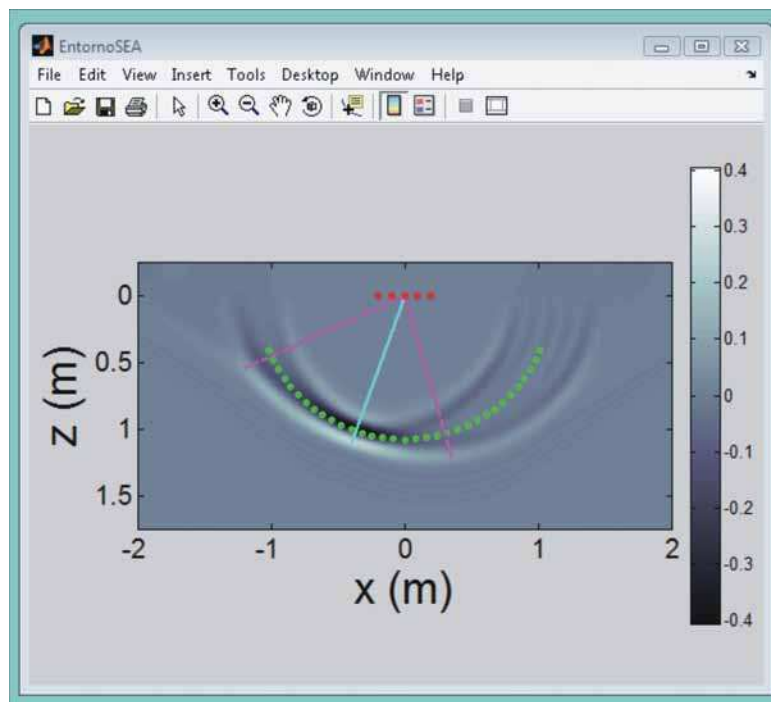 EntornoSEA
File Edit View Insert Tools Desktop Window Help
0.4
0.3
0.2
0.1
0
-0.1
-0.2
-0.3
-0.4
0
0.5
1
1.5
z (m)
-2 -1 0 1 2
x (m)